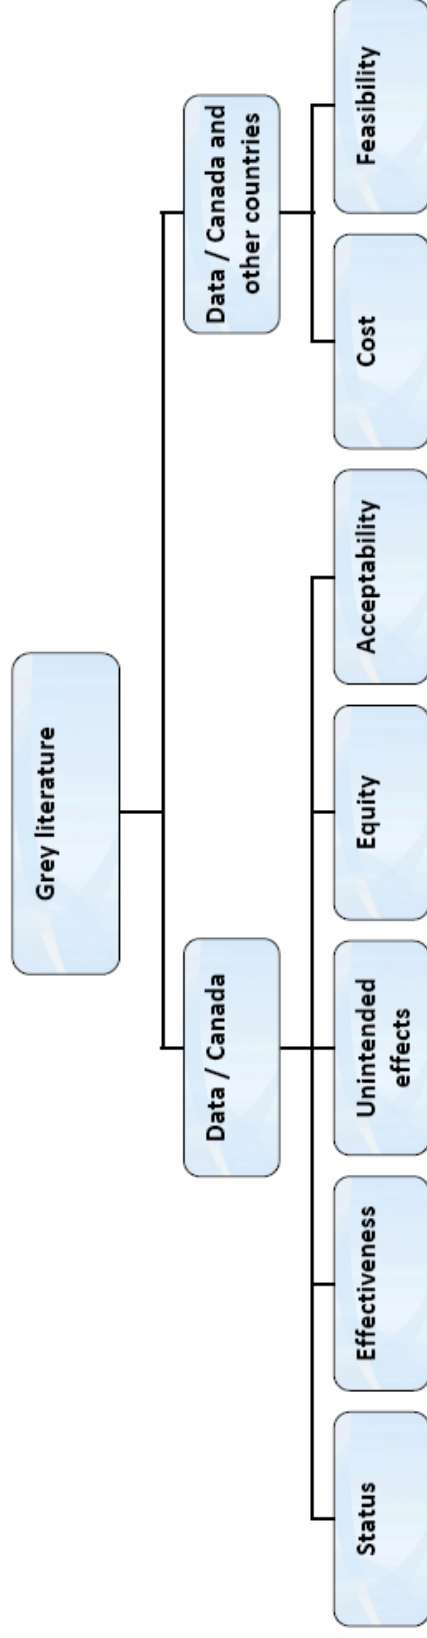 Grey literature
Data / Canada
Data / Canada and
other countries
Status
Effectiveness
Unintended
effects
Equity
Acceptability
Cost
Feasibility